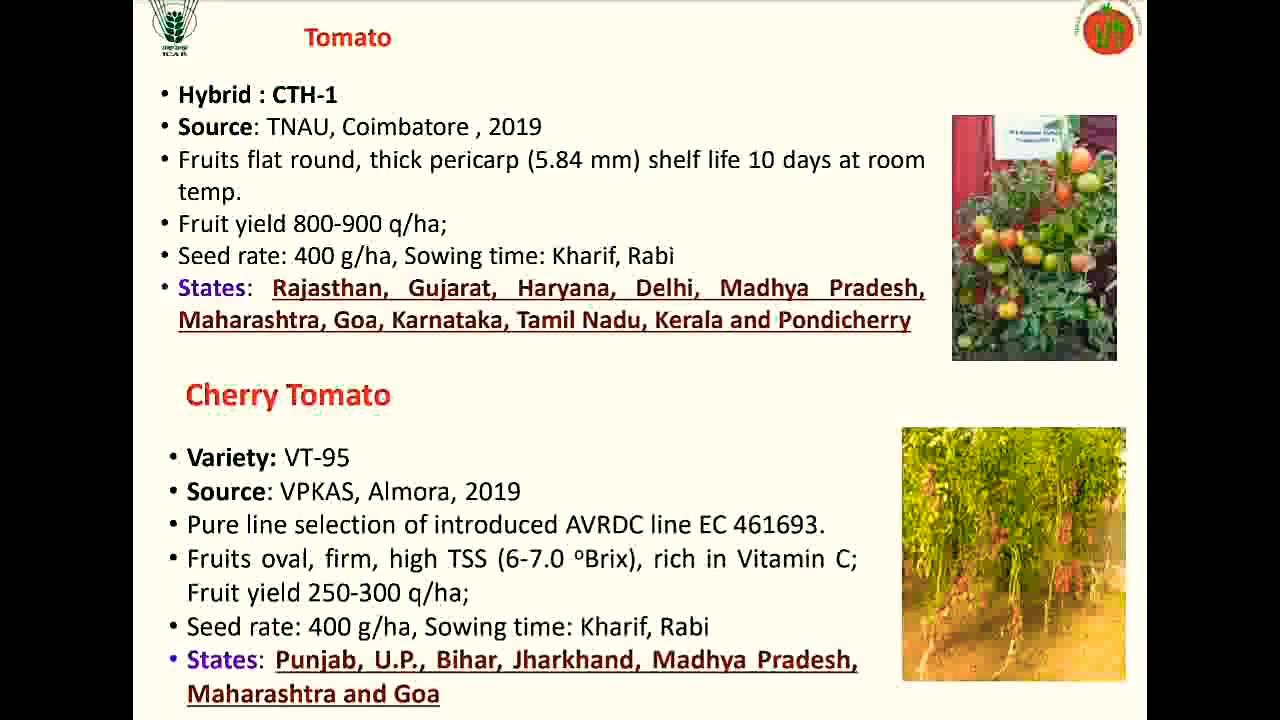 ICAR
Tomato
• Hybrid : CTH-1
• Source: TNAU, Coimbatore , 2019
• Fruits flat round, thick pericarp (5.84 mm) shelf life 10 days at room
temp.
• Fruit yield 800-900 q/ha;
• Seed rate: 400 g/ha, Sowing time: Kharif, Rabi
• States: Rajasthan, Gujarat, Haryana, Delhi, Madhya Pradesh,
Maharashtra, Goa, Karnataka, Tamil Nadu, Kerala and Pondicherry
Cherry Tomato
• Variety: VT-95
• Source: VPKAS, Almora, 2019
• Pure line selection of introduced AVRDC line EC 461693.
• Fruits oval, firm, high TSS (6-7.0 ᵒBrix), rich in Vitamin C;
Fruit yield 250-300 q/ha;
• Seed rate: 400 g/ha, Sowing time: Kharif, Rabi
• States: Punjab, U.P., Bihar, Jharkhand, Madhya Pradesh,
Maharashtra and Goa